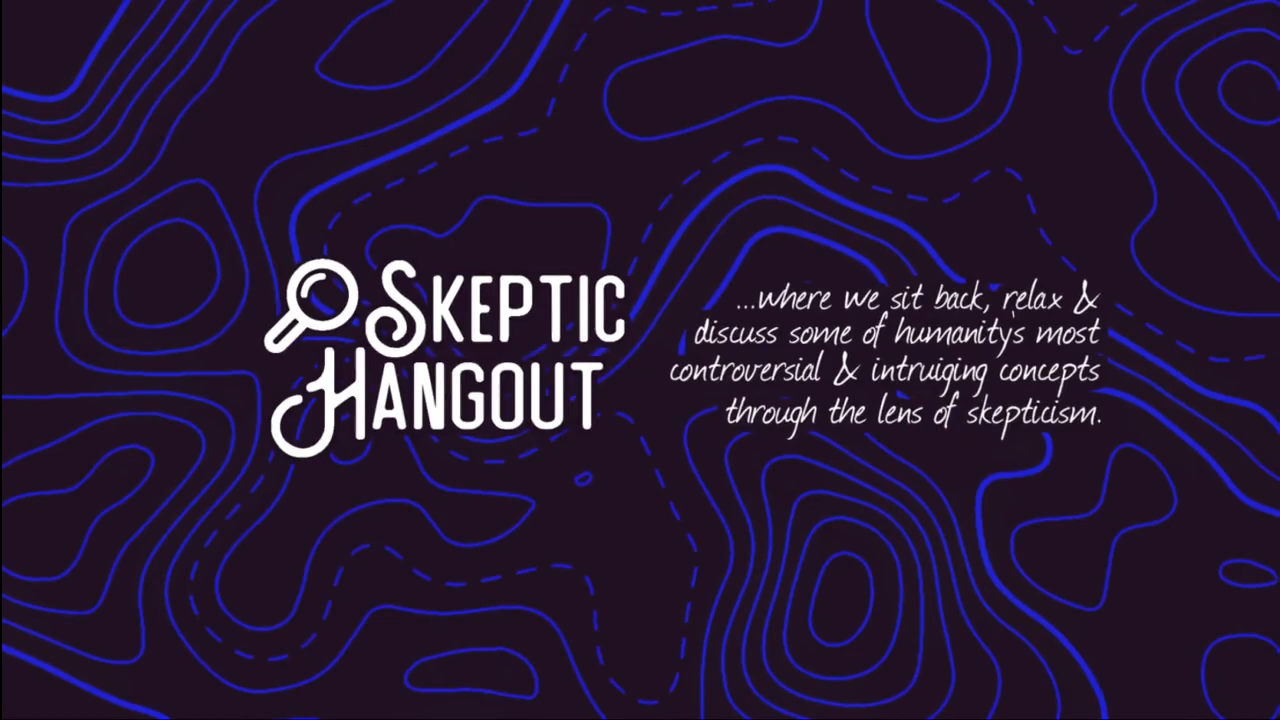 SKEPTIC
HANGOUT
...where we sit back, relax &
discuss some of humanity's most
controversial & intruiging concepts
through the lens of skepticism.